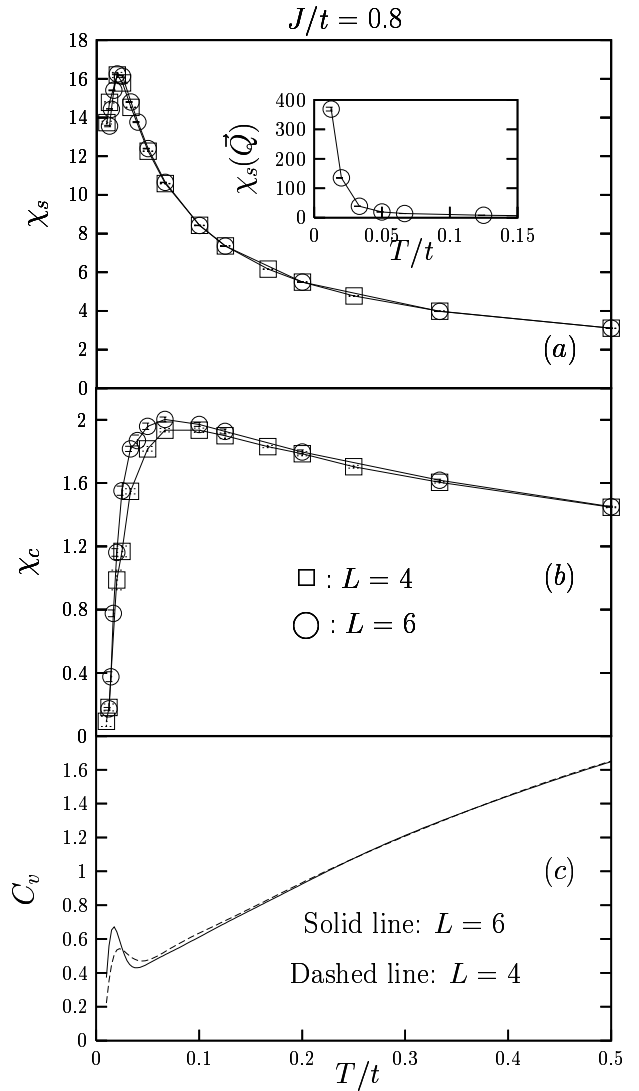 J/t = 0.8
18
16
14
12
10
8
6
4
2
0
χ_s
400
300
200
100
0
χ_s(Q⃗)
0 0.05 0.1 0.15
T/t
(a)
2
1.6
1.2
0.8
0.4
0
χ_c
□ : L = 4
○ : L = 6
(b)
1.6
1.4
1.2
1
0.8
0.6
0.4
0.2
0
C_v
(c)
Solid line: L = 6
Dashed line: L = 4
0 0.1 0.2 0.3 0.4 0.5
T/t